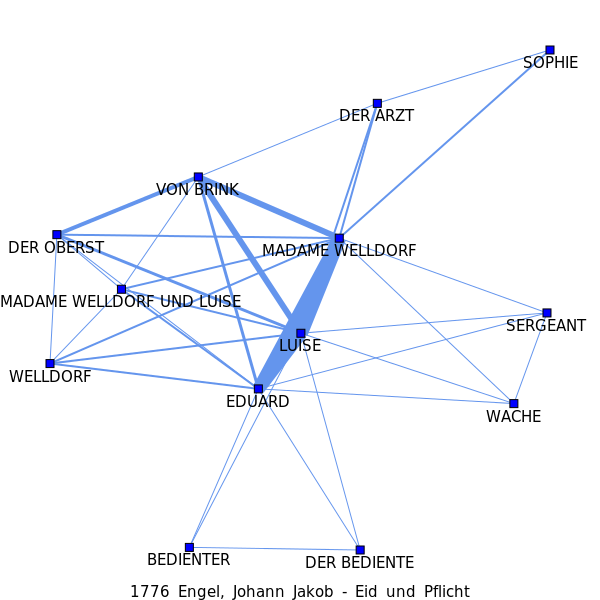 SOPHIE
DER ARZT
VON BRINK
DER OBERST
MADAME WELLDORF
MADAME WELLDORF UND LUISE
SERGEANT
LUISE
WELLDORF
EDUARD
WACHE
BEDIENTER
DER BEDIENTE
1776 Engel, Johann Jakob - Eid und Pflicht